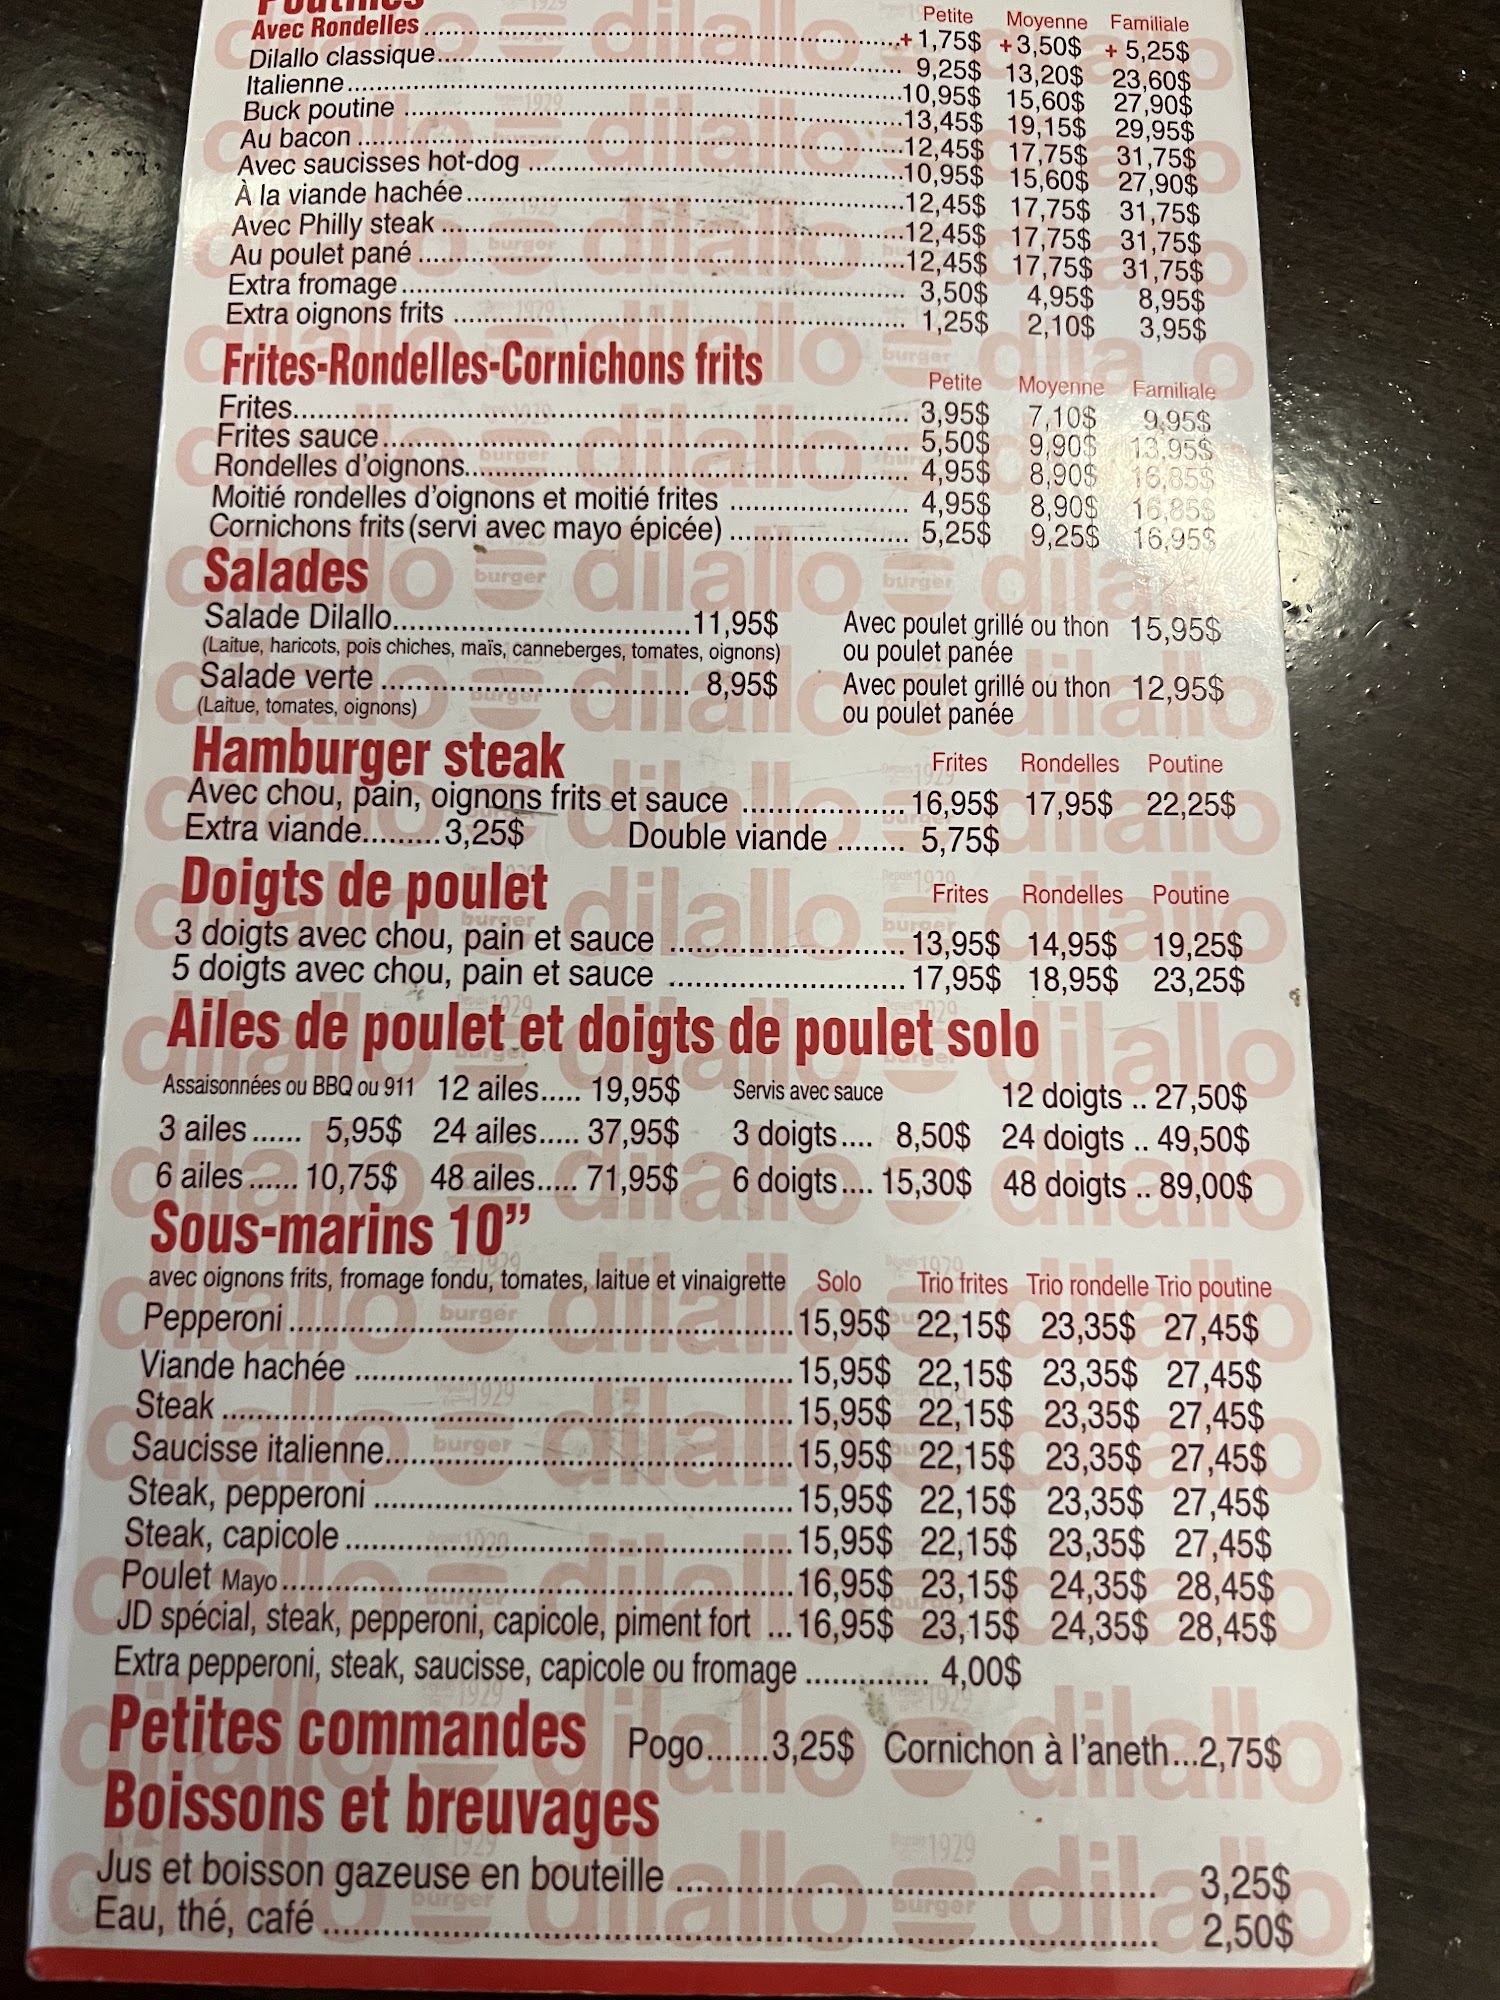 Poutines
Petite Moyenne Familiale
Avec Rondelles ........ +1,75$ +3,50$ + 5,25$
Dilallo classique........ 9,25$ 13,20$ 23,60$
Italienne........ 10,95$ 15,60$ 27,90$
Buck poutine ........ 13,45$ 19,15$ 29,95$
Au bacon ........ 12,45$ 17,75$ 31,75$
Avec saucisses hot-dog ........ 10,95$ 15,60$ 27,90$
À la viande hachée........ 12,45$ 17,75$ 31,75$
Avec Philly steak ........ 12,45$ 17,75$ 31,75$
Au poulet pané ........ 12,45$ 17,75$ 31,75$
Extra fromage........ 3,50$ 4,95$ 8,95$
Extra oignons frits ........ 1,25$ 2,10$ 3,95$
Frites-Rondelles-Cornichons frits
Petite Moyenne Familiale
Frites........ 3,95$ 7,10$ 9,95$
Frites sauce........ 5,50$ 9,90$ 13,95$
Rondelles d'oignons........ 4,95$ 8,90$ 16,85$
Moitié rondelles d'oignons et moitié frites ........ 4,95$ 8,90$ 16,85$
Cornichons frits (servi avec mayo épicée) ........ 5,25$ 9,25$ 16,95$
Salades
Salade Dilallo........ 11,95$ Avec poulet grillé ou thon 15,95$
(Laitue, haricots, pois chiches, maïs, canneberges, tomates, oignons) ou poulet panée
Salade verte ........ 8,95$ Avec poulet grillé ou thon 12,95$
(Laitue, tomates, oignons) ou poulet panée
Hamburger steak Frites Rondelles Poutine
Avec chou, pain, oignons frits et sauce ........ 16,95$ 17,95$ 22,25$
Extra viande.........3,25$ Double viande ........ 5,75$
Doigts de poulet Frites Rondelles Poutine
3 doigts avec chou, pain et sauce ........ 13,95$ 14,95$ 19,25$
5 doigts avec chou, pain et sauce ........ 17,95$ 18,95$ 23,25$
Ailes de poulet et doigts de poulet solo
Assaisonnées ou BBQ ou 911 12 ailes..... 19,95$ Servis avec sauce 12 doigts .. 27,50$
3 ailes ...... 5,95$ 24 ailes..... 37,95$ 3 doigts.... 8,50$ 24 doigts .. 49,50$
6 ailes ...... 10,75$ 48 ailes..... 71,95$ 6 doigts.... 15,30$ 48 doigts .. 89,00$
Sous-marins 10”
avec oignons frits, fromage fondu, tomates, laitue et vinaigrette Solo Trio frites Trio rondelle Trio poutine
Pepperoni ........ 15,95$ 22,15$ 23,35$ 27,45$
Viande hachée ........ 15,95$ 22,15$ 23,35$ 27,45$
Steak ........ 15,95$ 22,15$ 23,35$ 27,45$
Saucisse italienne........ 15,95$ 22,15$ 23,35$ 27,45$
Steak, pepperoni ........ 15,95$ 22,15$ 23,35$ 27,45$
Steak, capicole ........ 15,95$ 22,15$ 23,35$ 27,45$
Poulet Mayo........ 16,95$ 23,15$ 24,35$ 28,45$
JD spécial, steak, pepperoni, capicole, piment fort ... 16,95$ 23,15$ 24,35$ 28,45$
Extra pepperoni, steak, saucisse, capicole ou fromage .............. 4,00$
Petites commandes Pogo.......3,25$ Cornichon à l'aneth...2,75$
Boissons et breuvages
Jus et boisson gazeuse en bouteille ........ 3,25$
Eau, thé, café ........ 2,50$